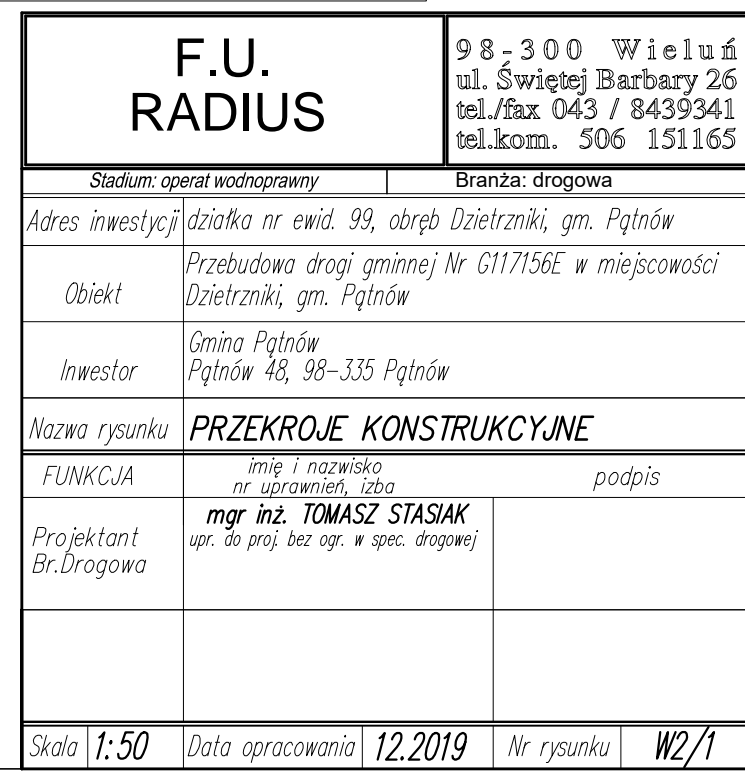 F.U.
RADIUS
98-300 Wieluń
ul. Świętej Barbary 26
tel./fax 043 / 8439341
tel.kom. 506 151165
Stadium: operat wodnoprawny Branża: drogowa
Adres inwestycji działka nr ewid. 99, obręb Dzietrzniki, gm. Pątnów
Obiekt
Przebudowa drogi gminnej Nr G117156E w miejscowości
Dzietrzniki, gm. Pątnów
Inwestor
Gmina Pątnów
Pątnów 48, 98-335 Pątnów
Nazwa rysunku PRZEKROJE KONSTRUKCYJNE
FUNKCJA
imię i nazwisko
nr uprawnień, izba
podpis
Projektant
Br.Drogowa
mgr inż. TOMASZ STASIAK
upr. do proj. bez ogr. w spec. drogowej
Skala 1:50 Data opracowania 12.2019 Nr rysunku W2/1